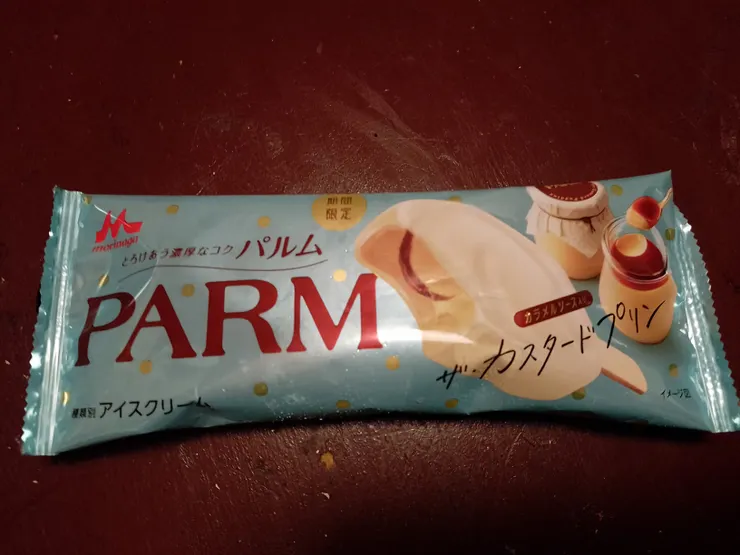 期間
限定
morinaga
とろけあう濃厚なコク パルム
PARM
カラメルソース入り
ザ・カスタードプリン
種類別 アイスクリーム
イメージ図